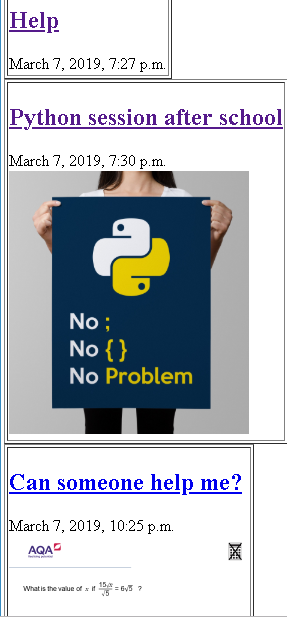 Help
March 7, 2019, 7:27 p.m.
Python session after school
March 7, 2019, 7:30 p.m.
No ;
No { }
No Problem
Can someone help me?
March 7, 2019, 10:25 p.m.
AQA
What is the value of x if 15√x/√5 = 6√5 ?